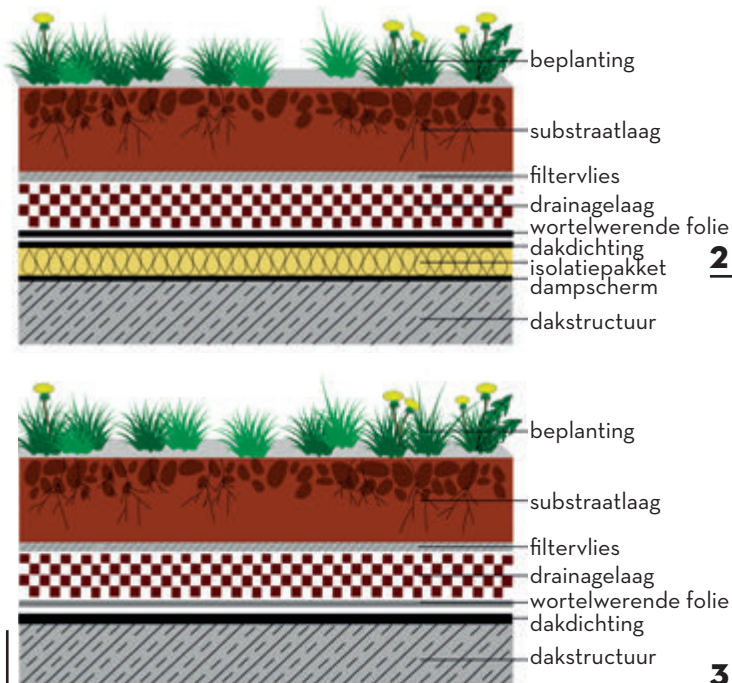 beplanting
substraatlaag
filtervlies
drainagelaag
wortelwerende folie
dakdichting
isolatiepakket
2
dampscherm
dakstructuur
beplanting
substraatlaag
filtervlies
drainagelaag
wortelwerende folie
dakdichting
dakstructuur
3